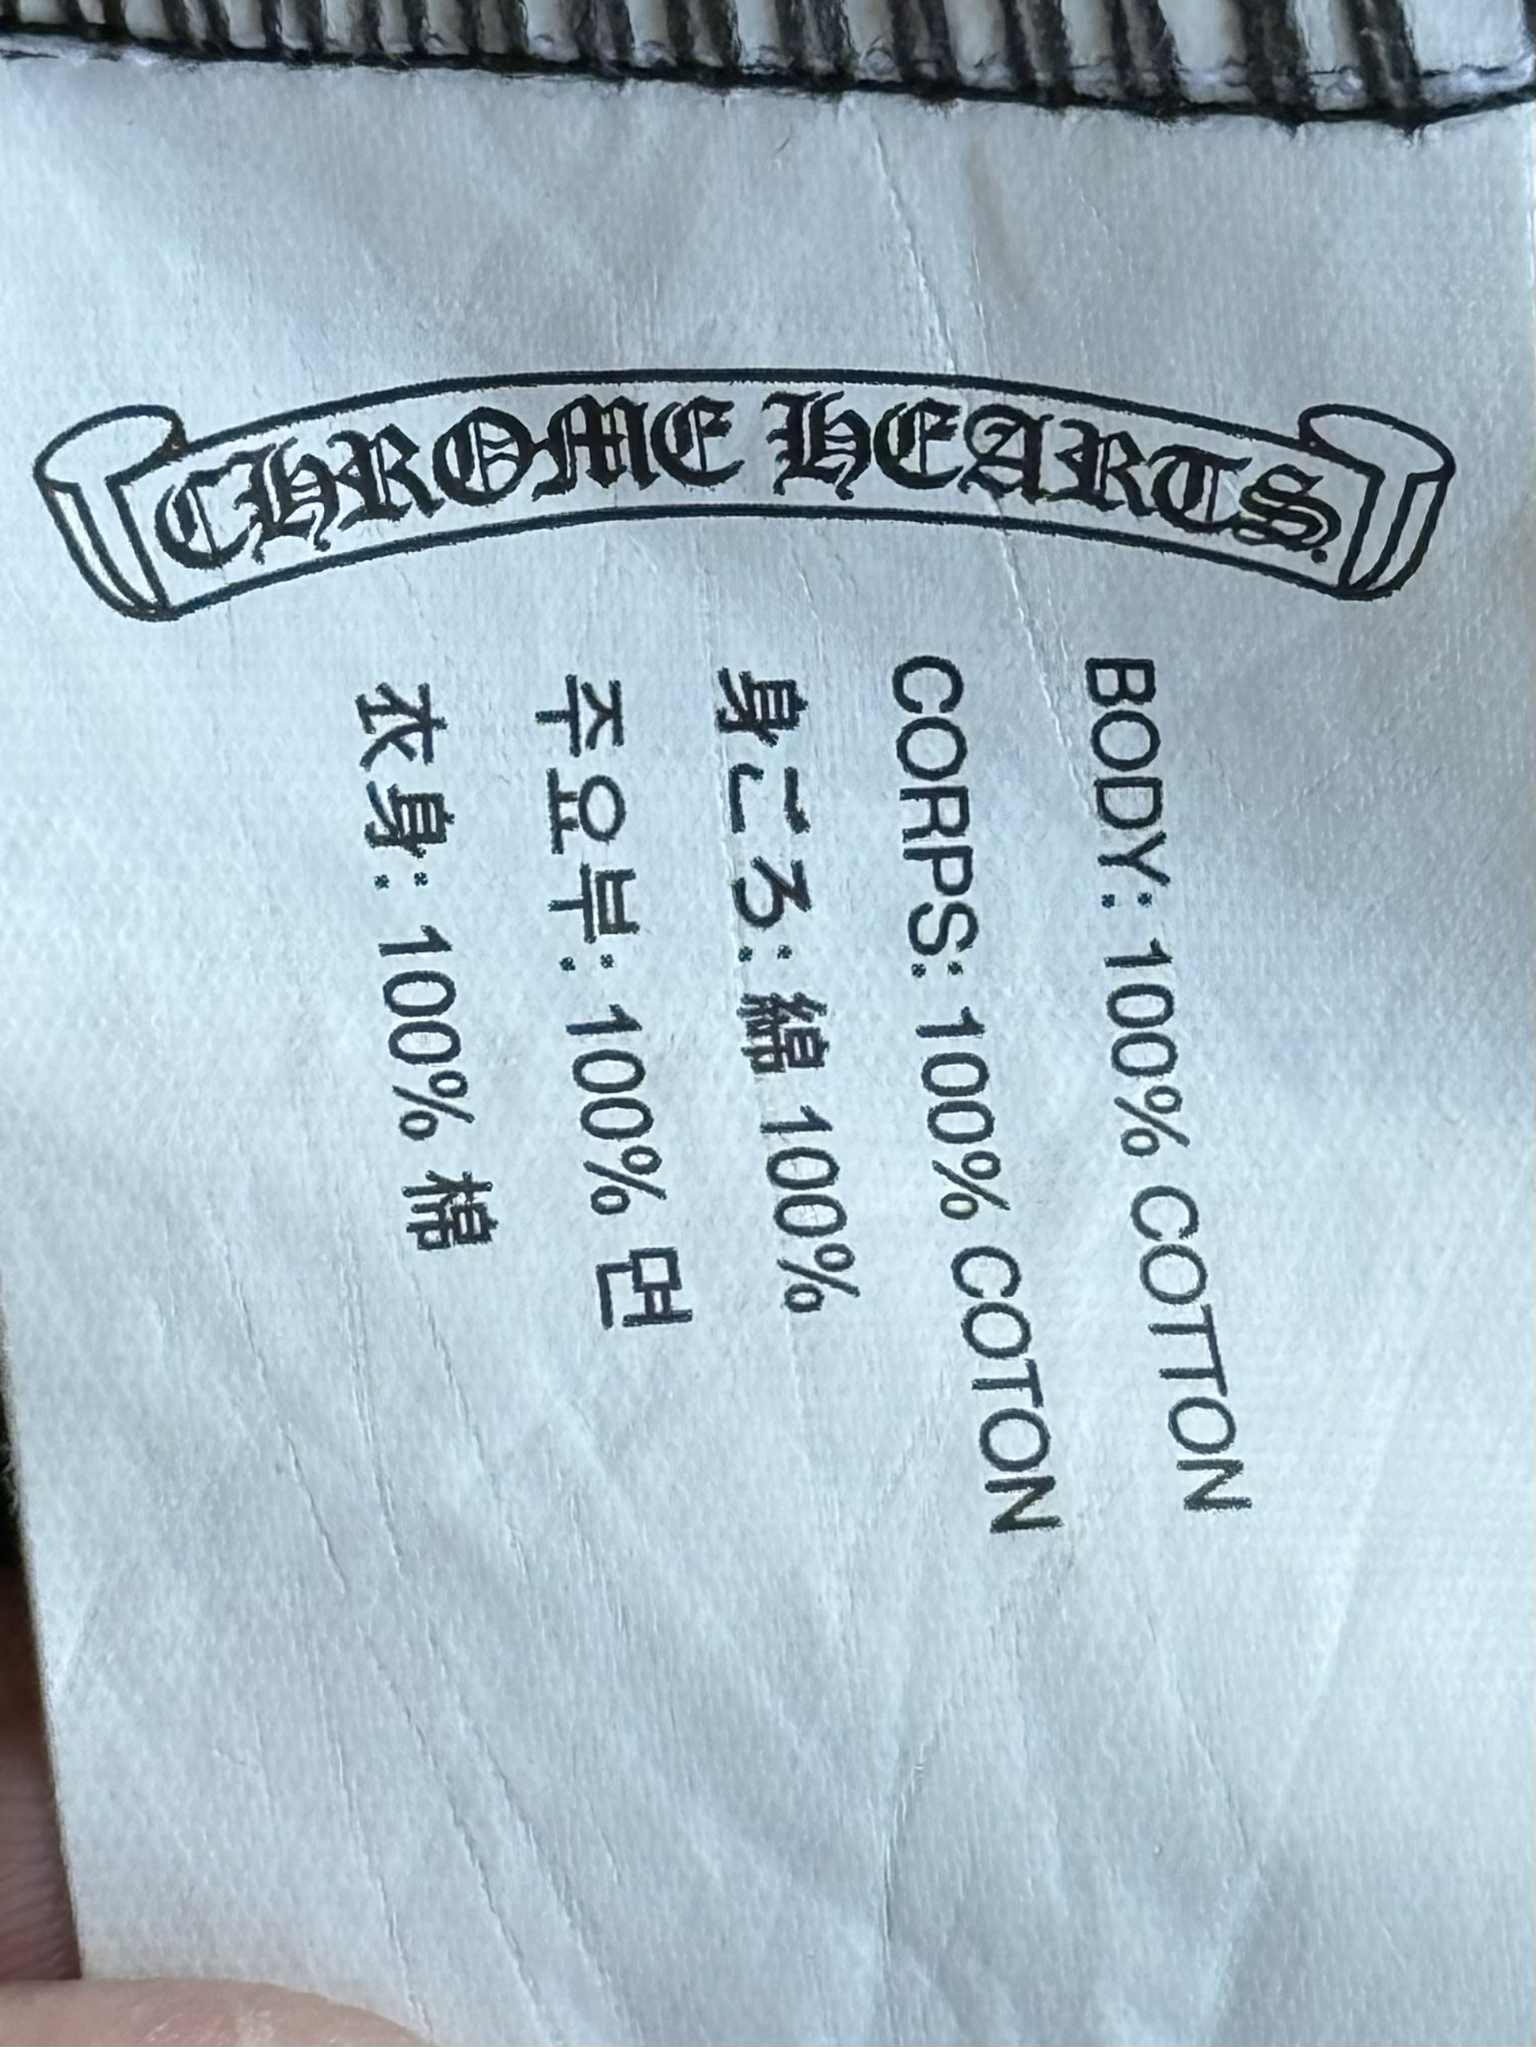 CHROME HEARTS.
BODY: 100% COTTON
CORPS: 100% COTON
身ごろ: 綿 100%
주요부: 100% 면
衣身: 100% 棉